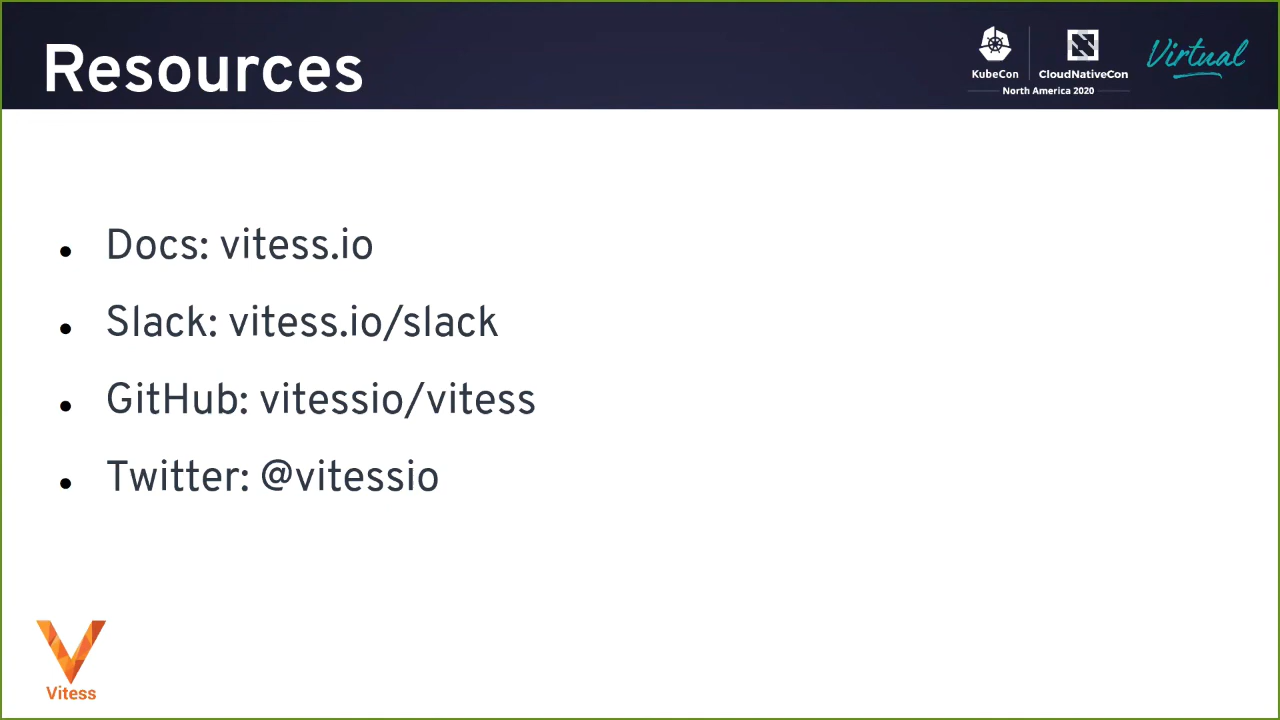 Resources
KubeCon
CloudNativeCon
North America 2020
Virtual
Docs: vitess.io
Slack: vitess.io/slack
GitHub: vitessio/vitess
Twitter: @vitessio
Vitess